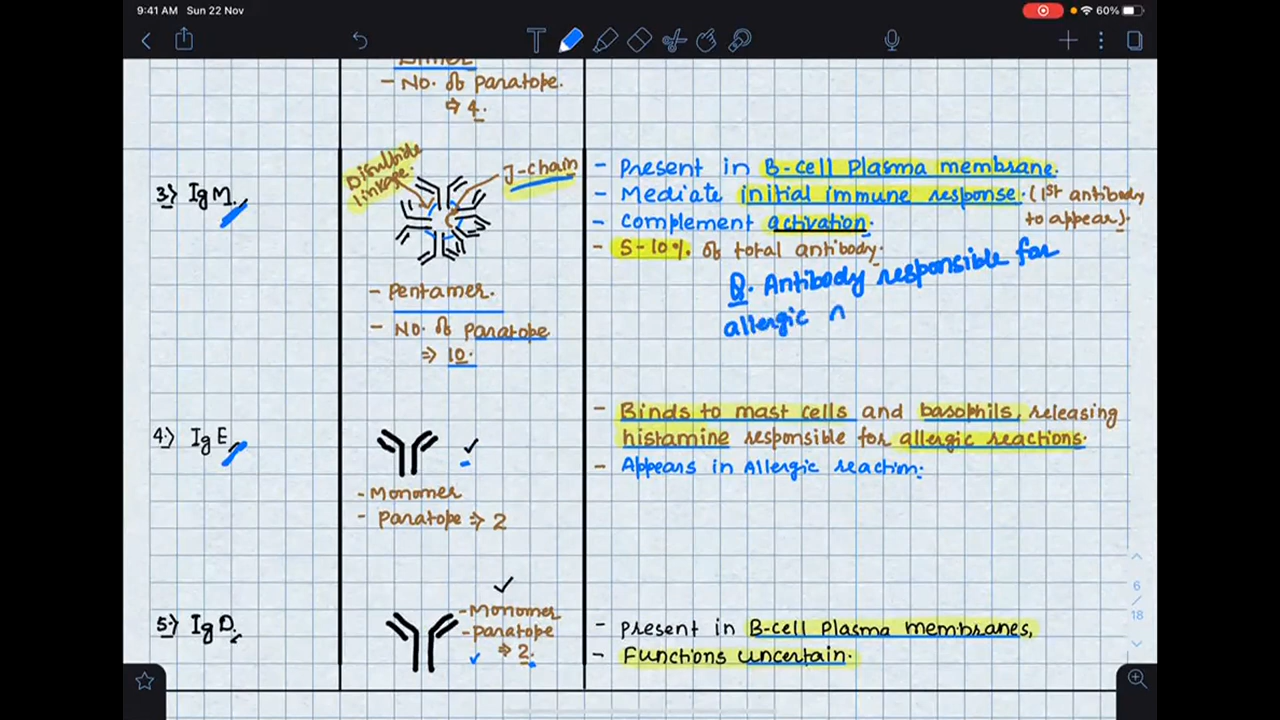 9:41 AM Sun 22 Nov
60%
Dimer
- No. of paratope
⇒ 4.
3) IgM.
Disulfide
linkage.
J-chain
- Pentamer.
- No. of paratope
⇒ 10.
- Present in B-cell Plasma membrane.
- Mediate initial immune response. (1st antibody
to appear).
- Complement activation.
- 5-10% of total antibody.
Q. Antibody responsible for
allergic
4) IgE
- Monomer
- Paratope ⇒ 2
- Binds to mast cells and basophils, releasing
histamine responsible for allergic reactions.
- Appears in Allergic reaction.
5) IgD.
- Monomer
- paratope
⇒ 2.
- present in B-cell plasma membranes,
- Functions uncertain.
6
/
18